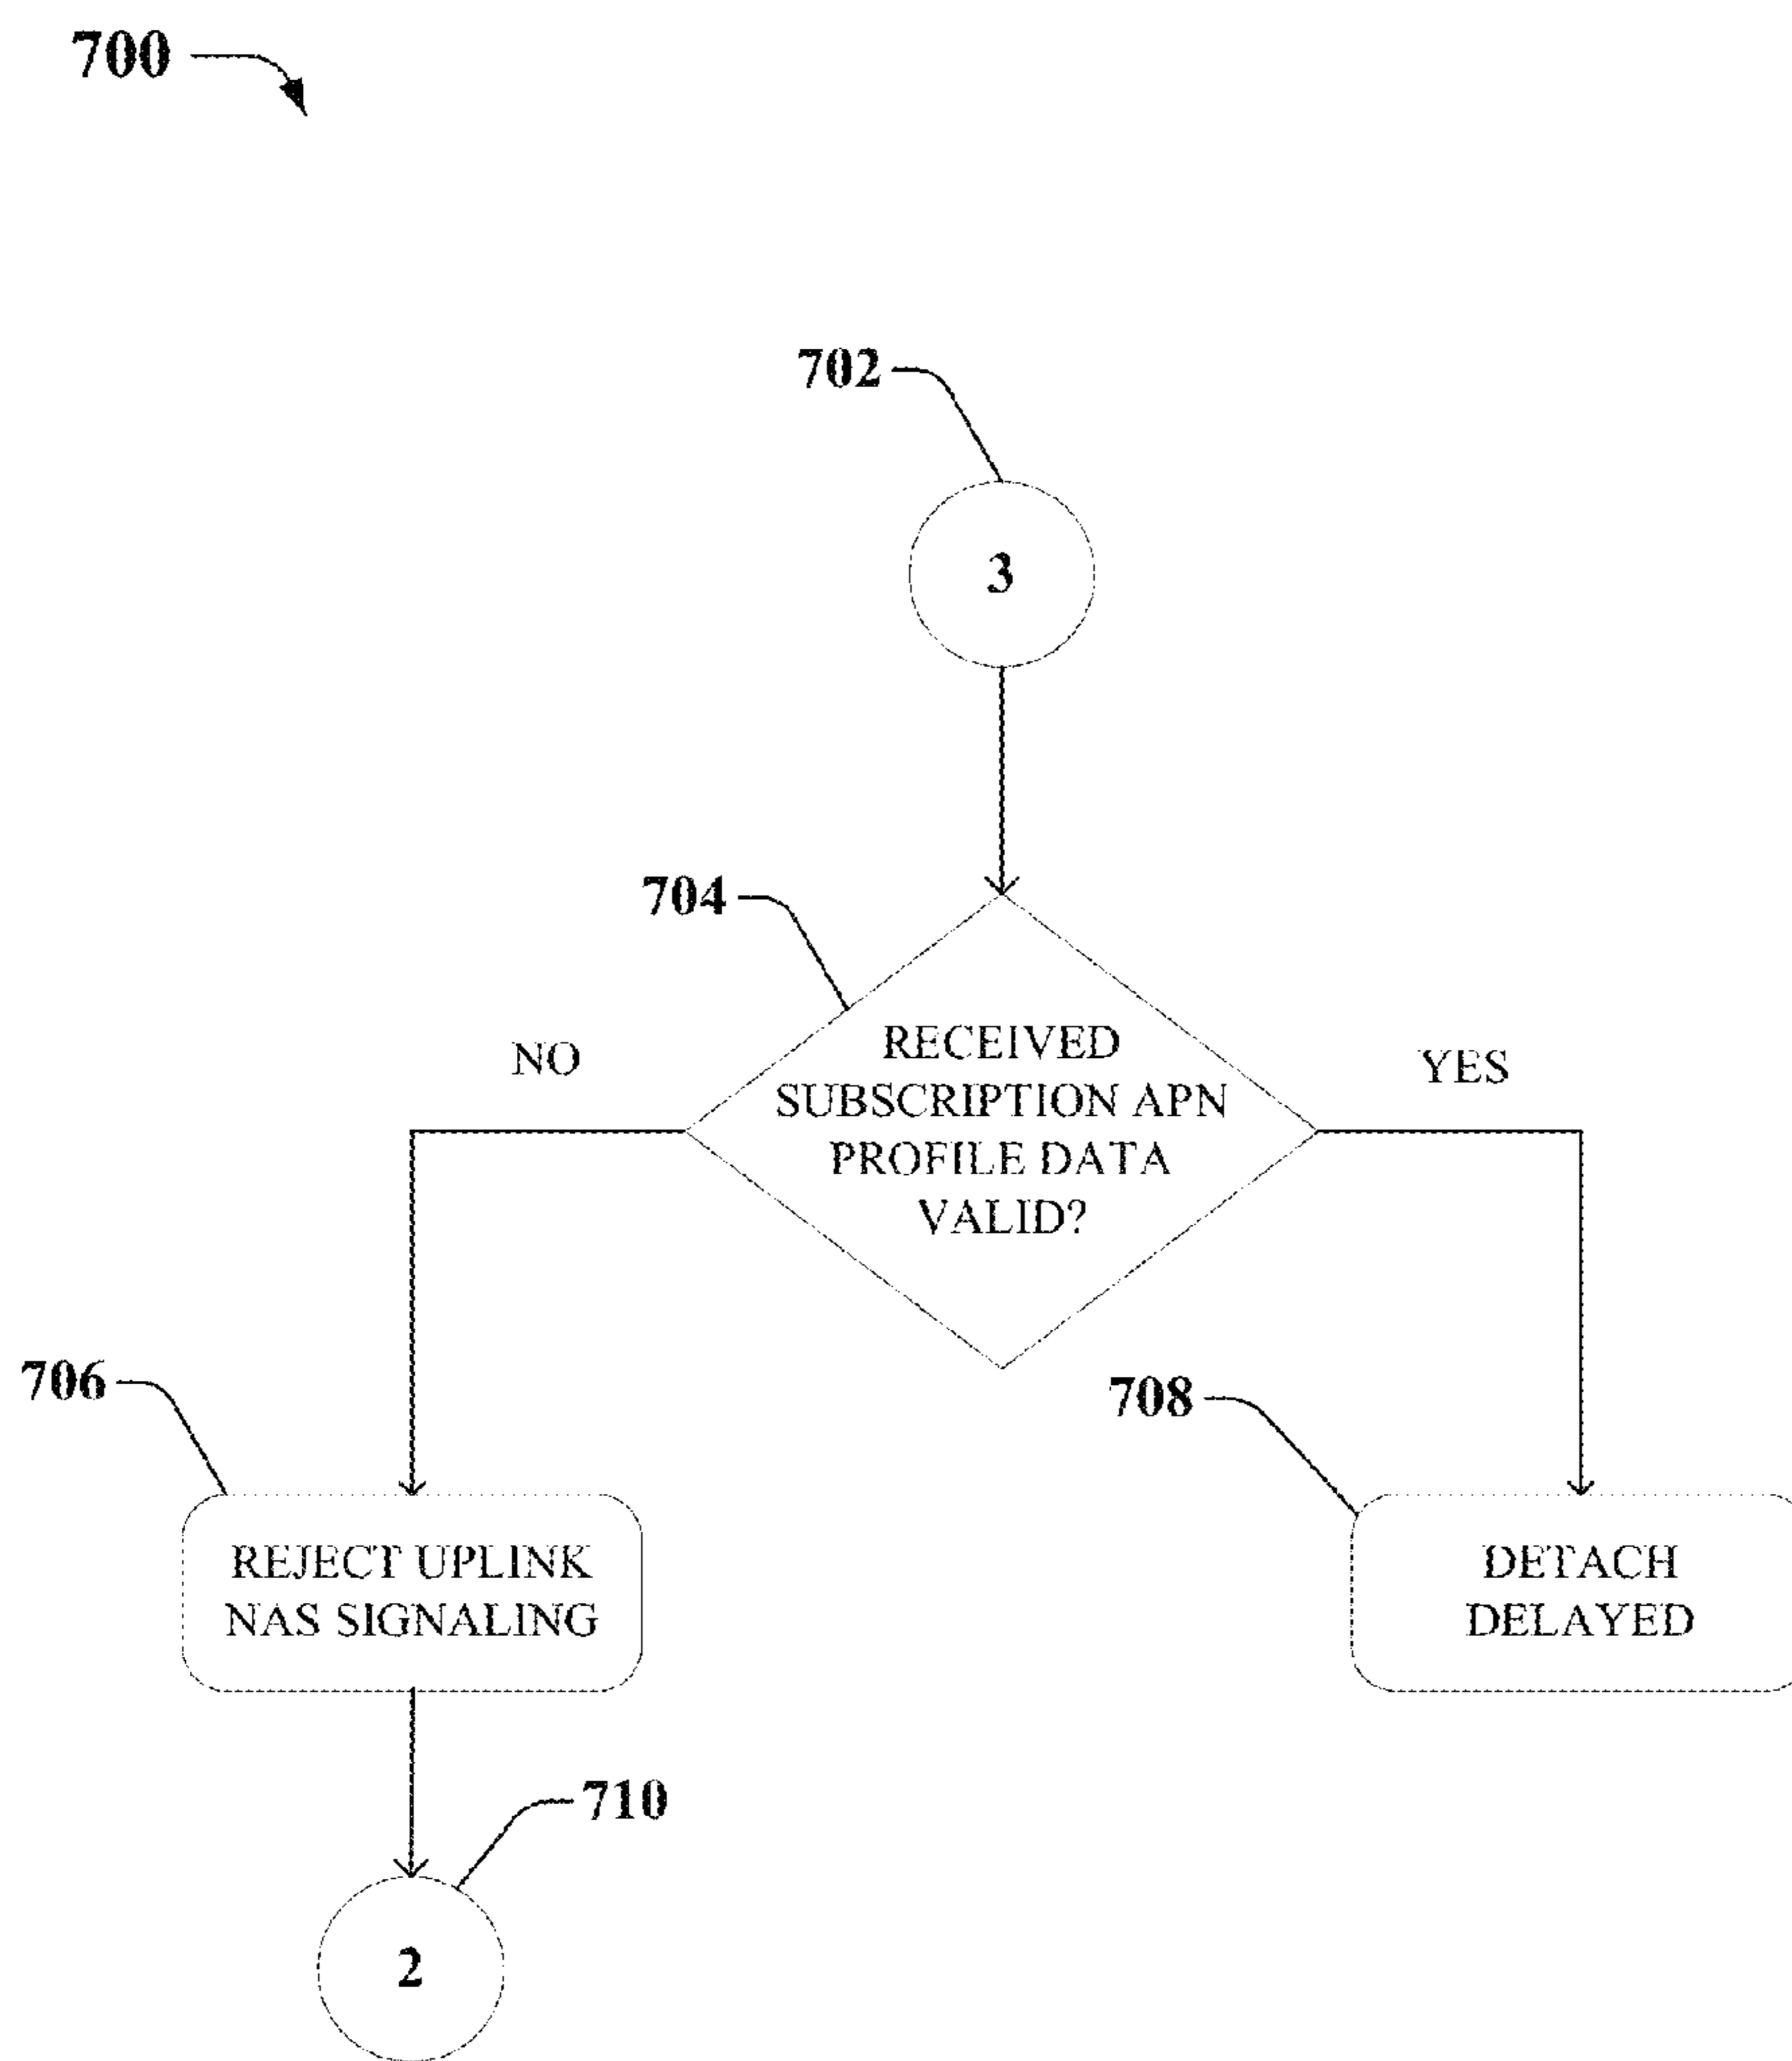 700
702
3
704
NO
RECEIVED
SUBSCRIPTION APN
PROFILE DATA
VALID?
YES
706
708
REJECT UPLINK
NAS SIGNALING
DETACH
DELAYED
710
2